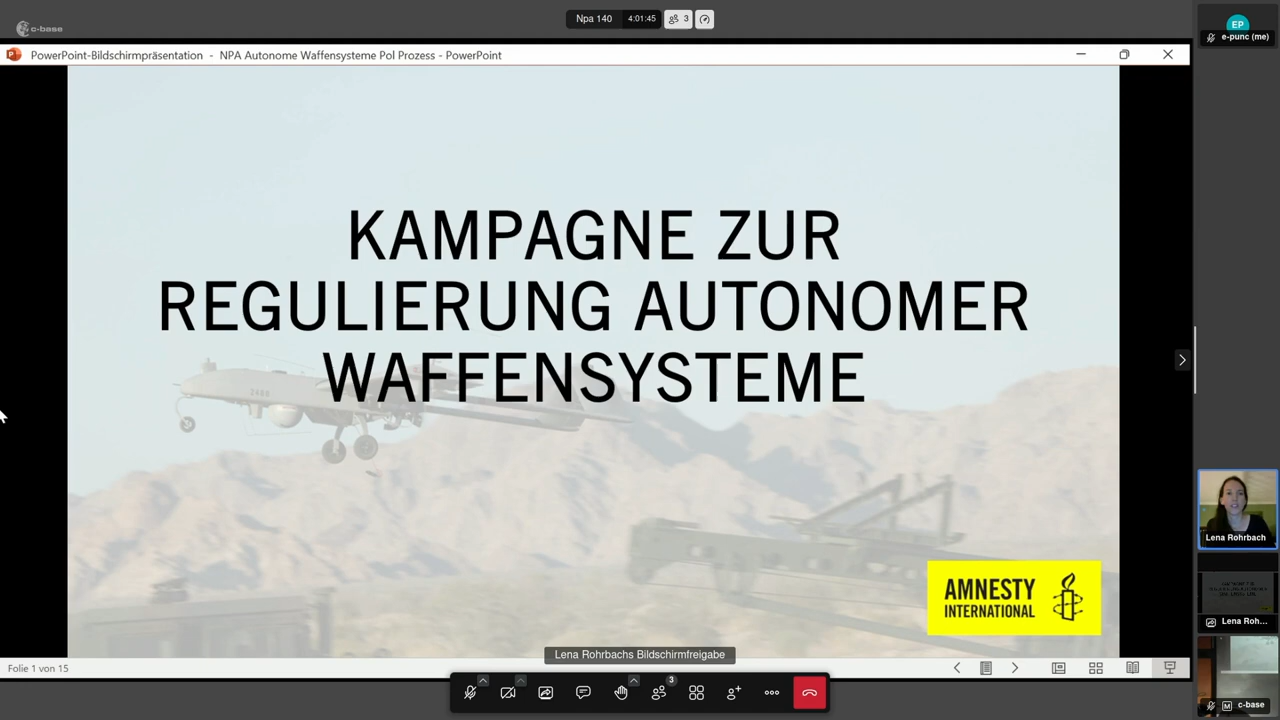 c-base
Npa 140
4:01:45
3
EP
e-punc (me)
PowerPoint-Bildschirmpräsentation - NPA Autonome Waffensysteme Pol Prozess - PowerPoint
KAMPAGNE ZUR
REGULIERUNG AUTONOMER
WAFFENSYSTEME
AMNESTY
INTERNATIONAL
Lena Rohrbach
Lena Roh...
Lena Rohrbachs Bildschirmfreigabe
Folie 1 von 15
3
M
c-base